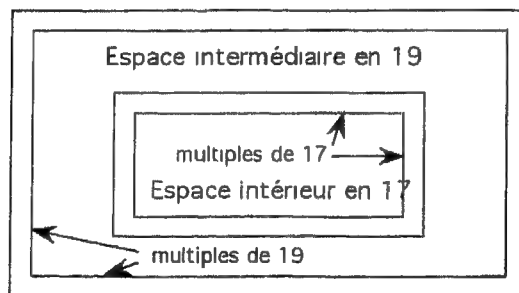 Espace intermédiaire en 19
multiples de 17
Espace intérieur en 17
multiples de 19